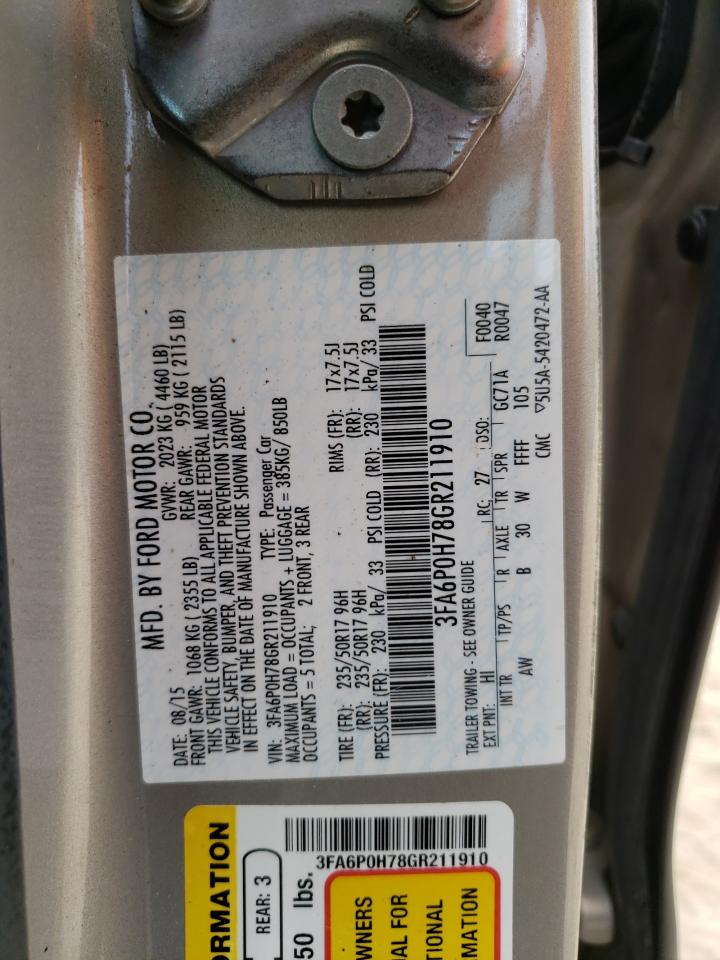 MFD. BY FORD MOTOR CO.
DATE: 08/15 GVWR: 2023 KG ( 4460 LB)
FRONT GAWR: 1068 KG ( 2355 LB) REAR GAWR: 959 KG ( 2115 LB)
THIS VEHICLE CONFORMS TO ALL APPLICABLE FEDERAL MOTOR
VEHICLE SAFETY, BUMPER, AND THEFT PREVENTION STANDARDS
IN EFFECT ON THE DATE OF MANUFACTURE SHOWN ABOVE.
VIN: 3FA6P0H78GR211910 TYPE: Passenger Car
MAXIMUM LOAD = OCCUPANTS + LUGGAGE = 385KG/ 850LB
OCCUPANTS = 5 TOTAL; 2 FRONT, 3 REAR
TIRE (FR): 235/50R17 96H RIMS (FR): 17x7.5J
(RR): 235/50R17 96H (RR): 17x7.5J
PRESSURE (FR): 230 kPa/ 33 PSI COLD (RR): 230 kPa/ 33 PSI COLD
3FA6P0H78GR211910
TRAILER TOWING - SEE OWNER GUIDE
EXT PNT: HI RC: 27 DSO: F0040
INT TR TP/PS R AXLE TR SPR GC71A R0047
AW B 30 W FFFF 105
CMC ▽5U5A-5420472-AA
ORMATION
REAR: 3
50 lbs.
3FA6P0H78GR211910
WNERS
AL FOR
TIONAL
MATION